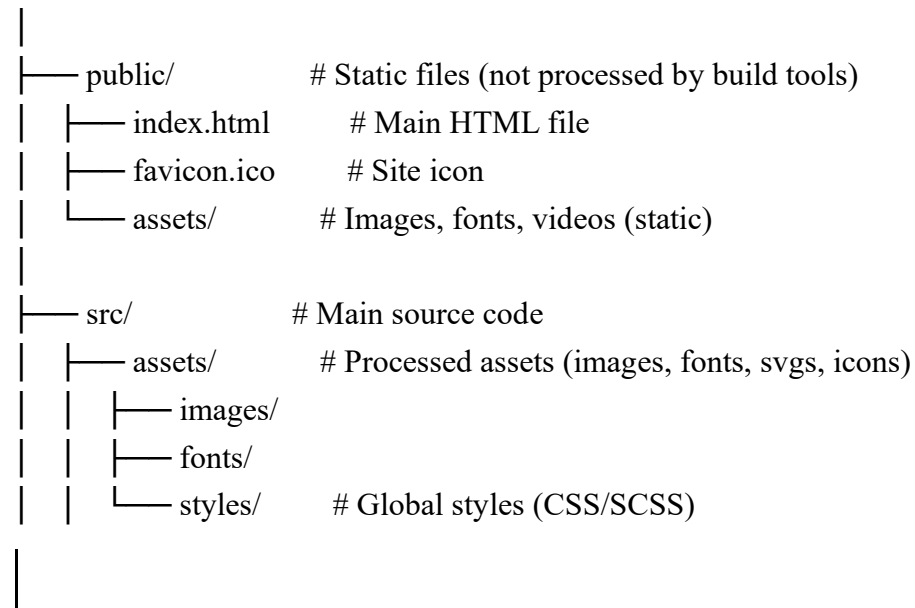 │
├── public/ # Static files (not processed by build tools)
│ ├── index.html # Main HTML file
│ ├── favicon.ico # Site icon
│ └── assets/ # Images, fonts, videos (static)
│
├── src/ # Main source code
│ ├── assets/ # Processed assets (images, fonts, svgs, icons)
│ │ ├── images/
│ │ ├── fonts/
│ │ └── styles/ # Global styles (CSS/SCSS)
│